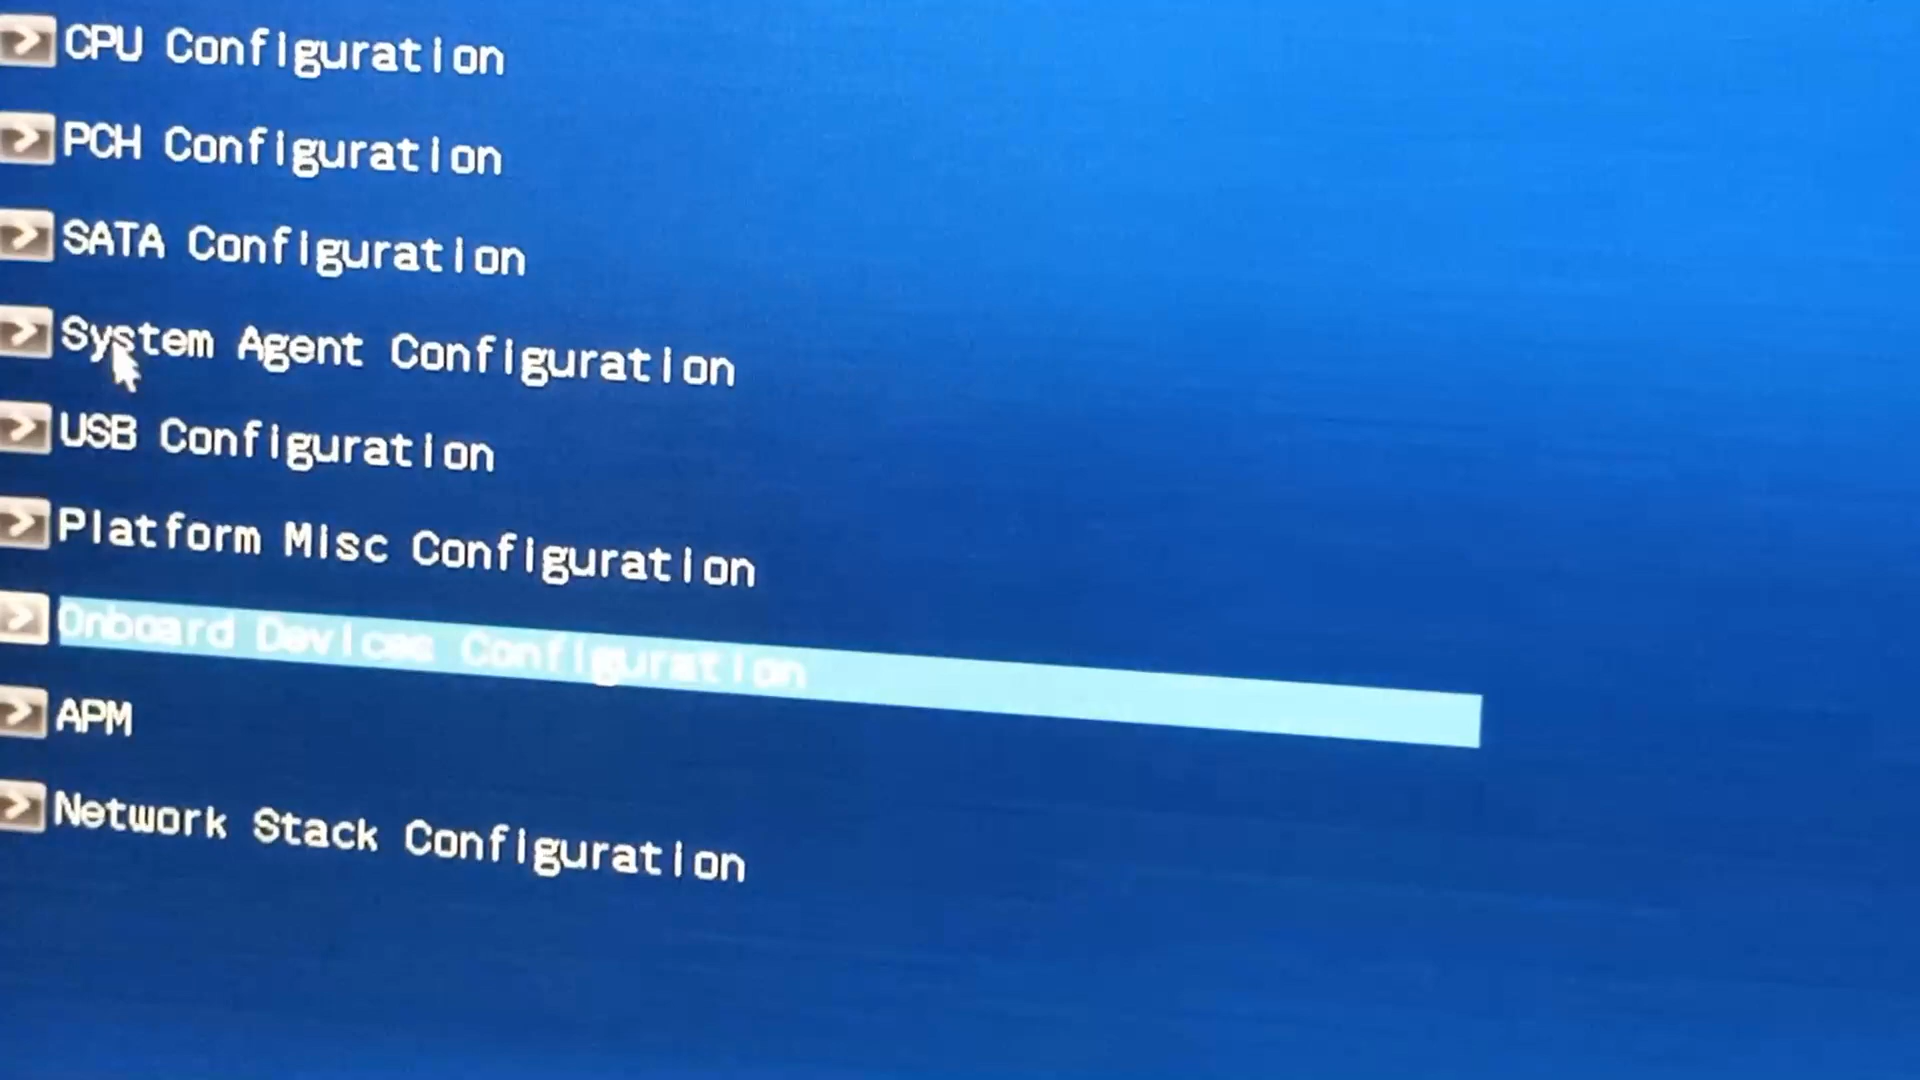 CPU Configuration
PCH Configuration
SATA Configuration
System Agent Configuration
USB Configuration
Platform Misc Configuration
Onboard Devices Configuration
APM
Network Stack Configuration